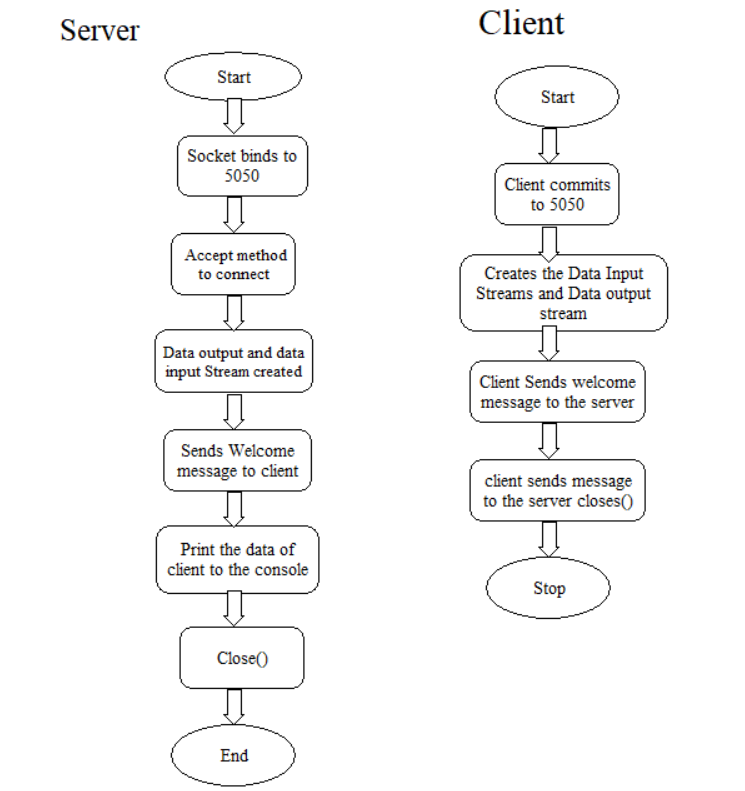 Server
Start
Socket binds to
5050
Accept method
to connect
Data output and data
input Stream created
Sends Welcome
message to client
Print the data of
client to the console
Close()
End
Client
Start
Client commits
to 5050
Creates the Data Input
Streams and Data output
stream
Client Sends welcome
message to the server
client sends message
to the server closes()
Stop